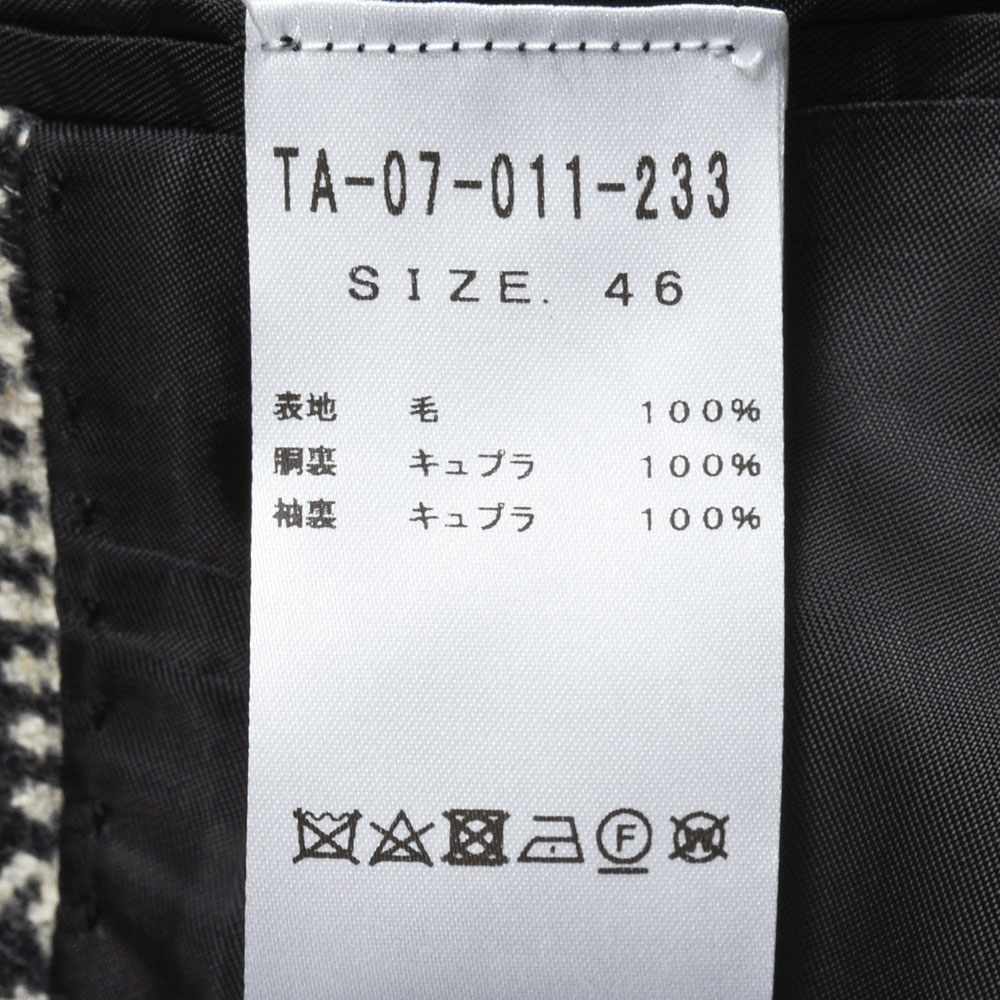 TA-07-011-233
SIZE. 46
表地 毛 100%
胴裏 キュプラ 100%
袖裏 キュプラ 100%
F W